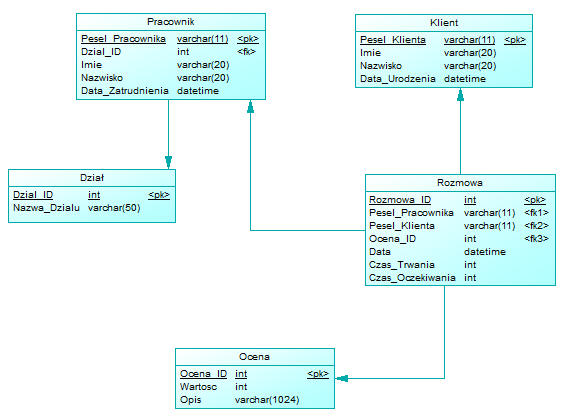 Pracownik
Pesel_Pracownika varchar(11) <pk>
Dzial_ID int <fk>
Imie varchar(20)
Nazwisko varchar(20)
Data_Zatrudnienia datetime
Klient
Pesel_Klienta varchar(11) <pk>
Imie varchar(20)
Nazwisko varchar(20)
Data_Urodzenia datetime
Dział
Dzial_ID int <pk>
Nazwa_Dzialu varchar(50)
Rozmowa
Rozmowa_ID int <pk>
Pesel_Pracownika varchar(11) <fk1>
Pesel_Klienta varchar(11) <fk2>
Ocena_ID int <fk3>
Data datetime
Czas_Trwania int
Czas_Oczekiwania int
Ocena
Ocena_ID int <pk>
Wartosc int
Opis varchar(1024)